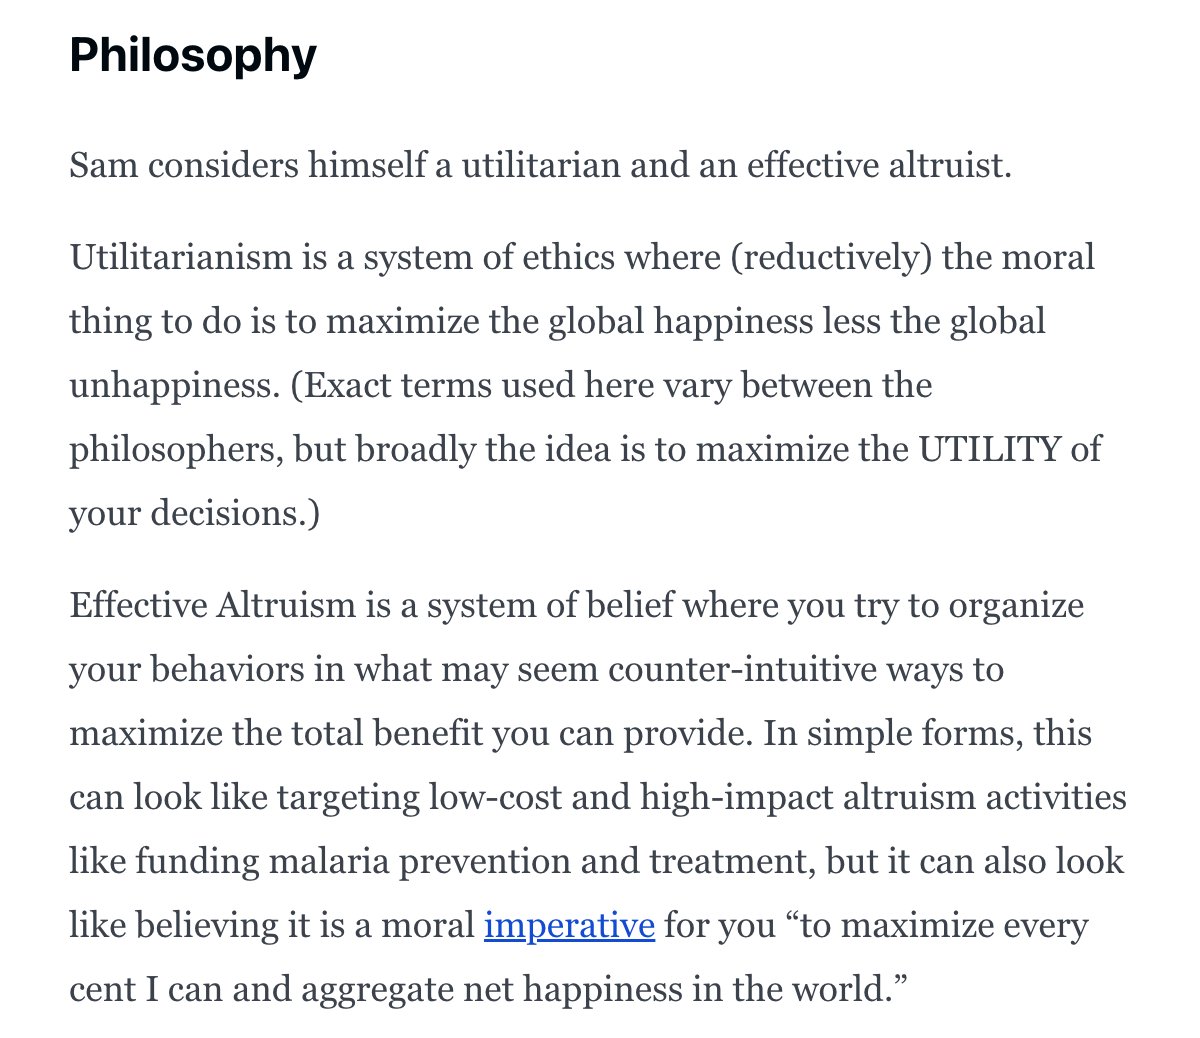 Philosophy
Sam considers himself a utilitarian and an effective altruist.
Utilitarianism is a system of ethics where (reductively) the moral
thing to do is to maximize the global happiness less the global
unhappiness. (Exact terms used here vary between the
philosophers, but broadly the idea is to maximize the UTILITY of
your decisions.)
Effective Altruism is a system of belief where you try to organize
your behaviors in what may seem counter-intuitive ways to
maximize the total benefit you can provide. In simple forms, this
can look like targeting low-cost and high-impact altruism activities
like funding malaria prevention and treatment, but it can also look
like believing it is a moral imperative for you “to maximize every
cent I can and aggregate net happiness in the world.”